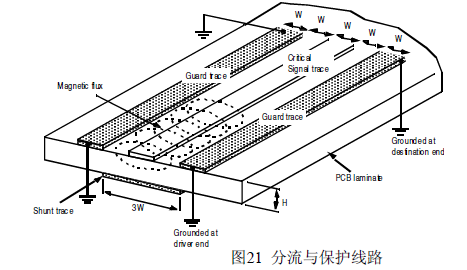 W
W
W
W
W
Critical
Signal trace
Guard trace
Magnetic flux
Guard trace
Grounded at
destination end
PCB laminate
Shunt trace
3W
H
Grounded at
driver end
图21 分流与保护线路